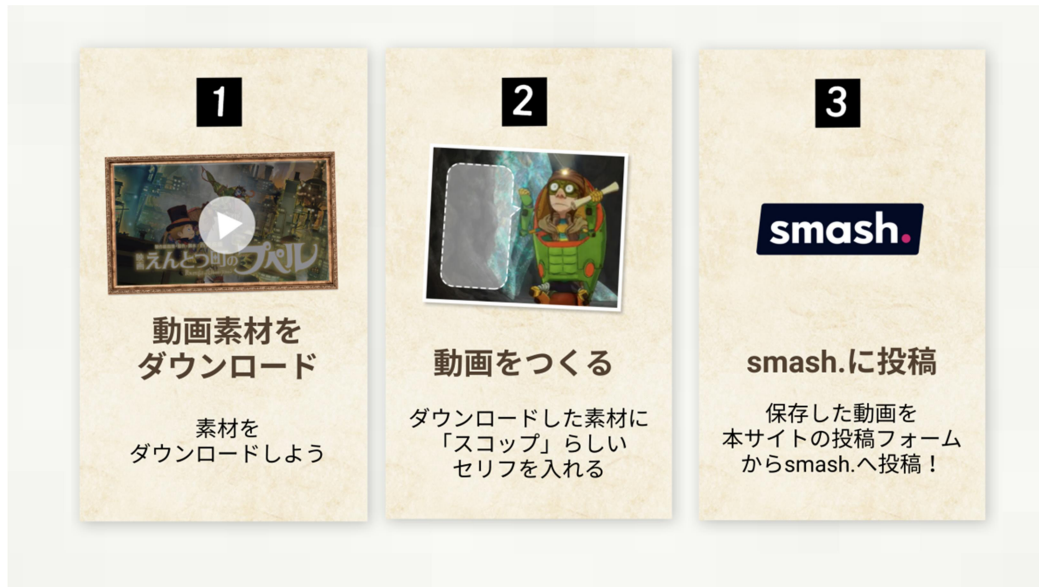 1
えんとつ町の
プペル
動画素材を
ダウンロード
素材を
ダウンロードしよう
2
動画をつくる
ダウンロードした素材に
「スコップ」らしい
セリフを入れる
3
smash.
smash.に投稿
保存した動画を
本サイトの投稿フォーム
からsmash.へ投稿！